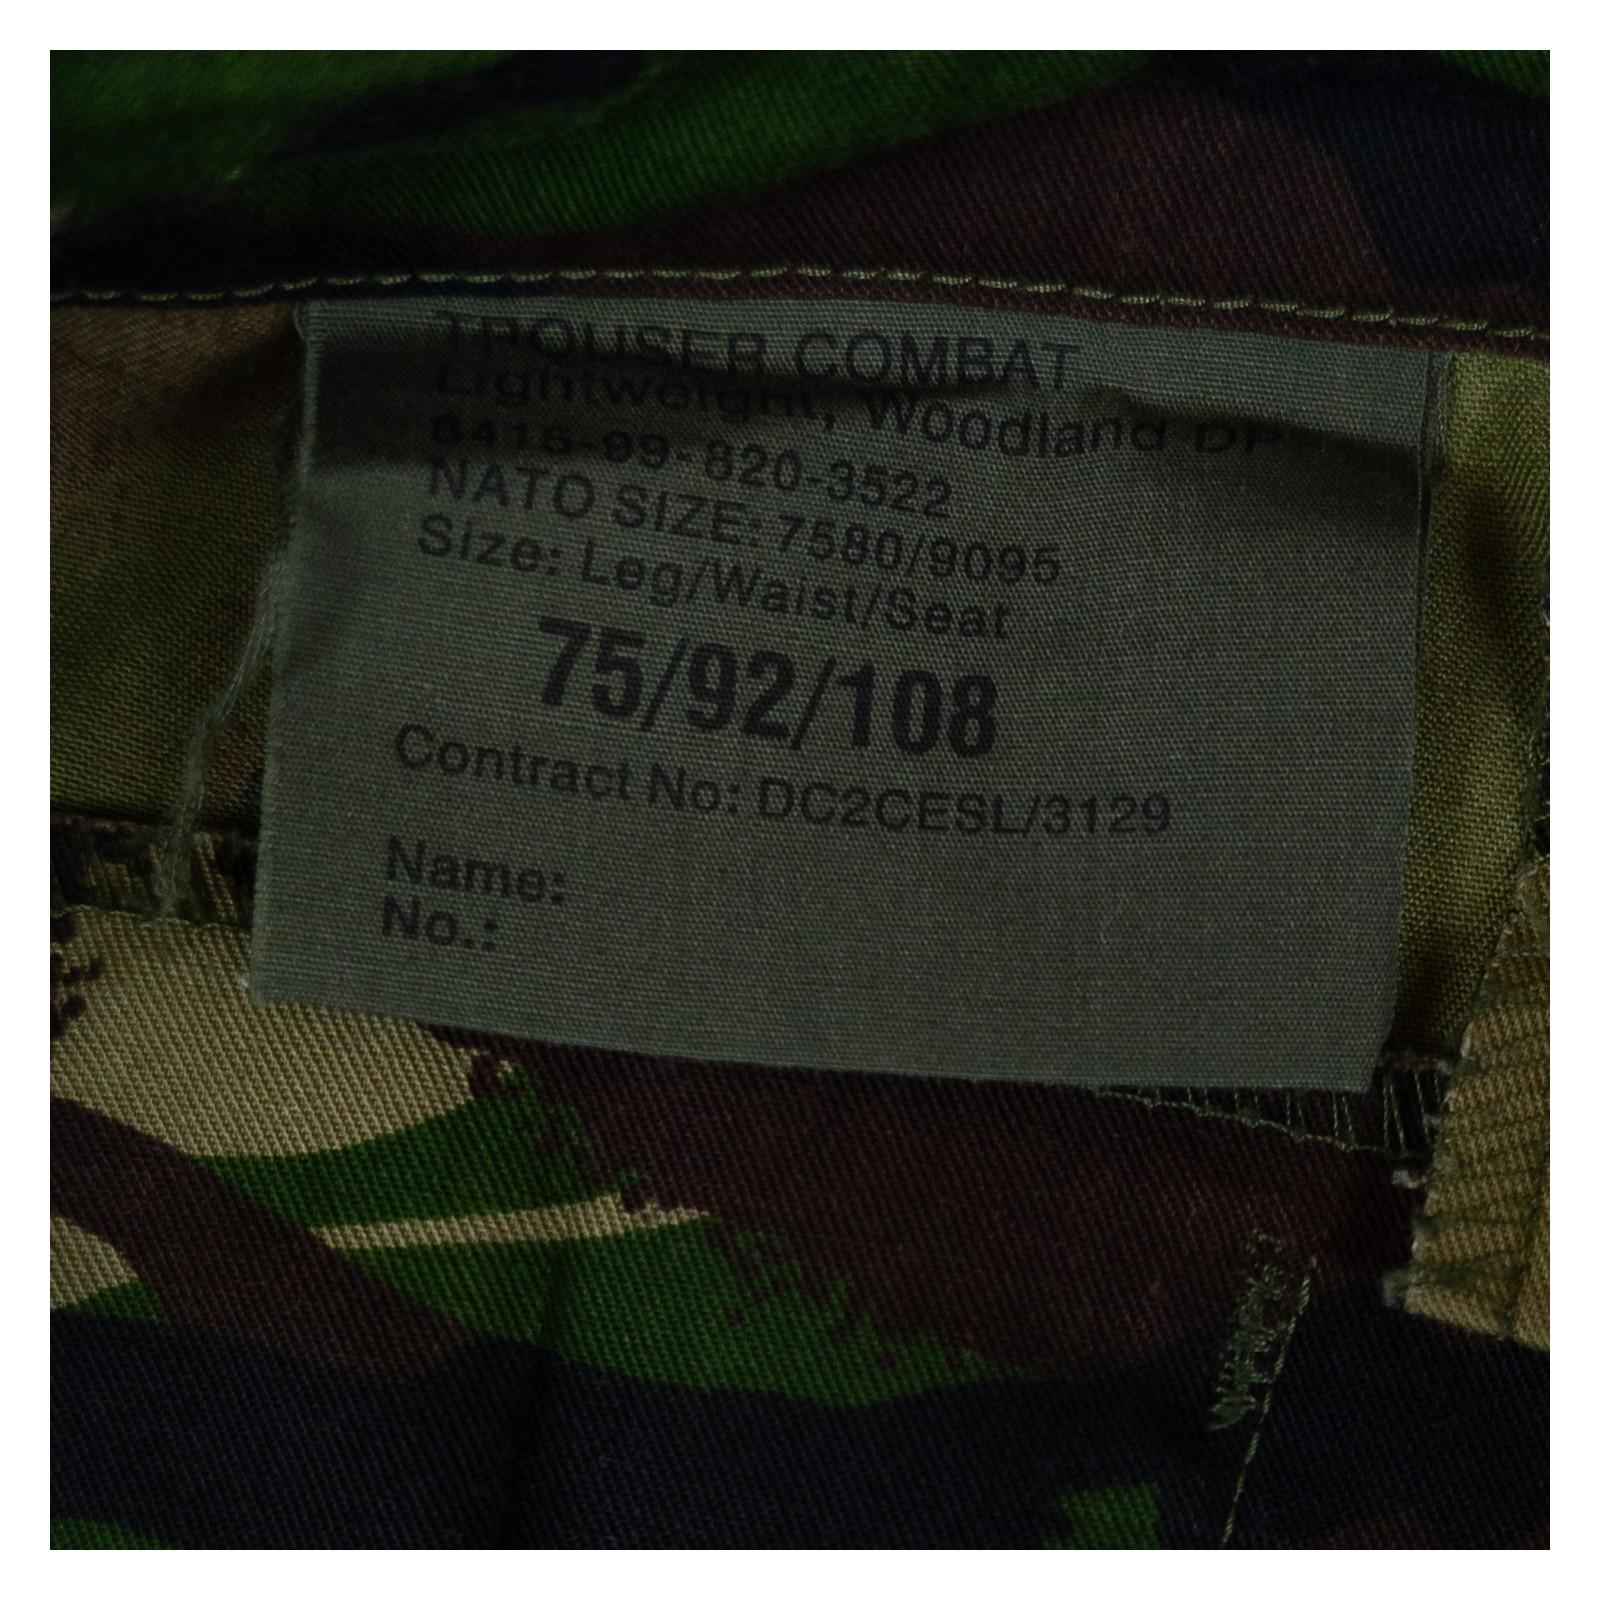 TROUSER COMBAT
Lightweight, Woodland DP
8415-99-820-3522
NATO SIZE: 7580/9095
Size: Leg/Waist/Seat
75/92/108
Contract No: DC2CESL/3129
Name:
No.: